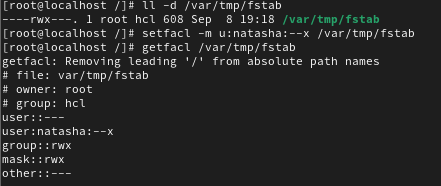 [root@localhost /]# ll -d /var/tmp/fstab
----rwx---. 1 root hcl 608 Sep  8 19:18 /var/tmp/fstab
[root@localhost /]# setfacl -m u:natasha:--x /var/tmp/fstab
[root@localhost /]# getfacl /var/tmp/fstab
getfacl: Removing leading '/' from absolute path names
# file: var/tmp/fstab
# owner: root
# group: hcl
user::---
user:natasha:--x
group::rwx
mask::rwx
other::---